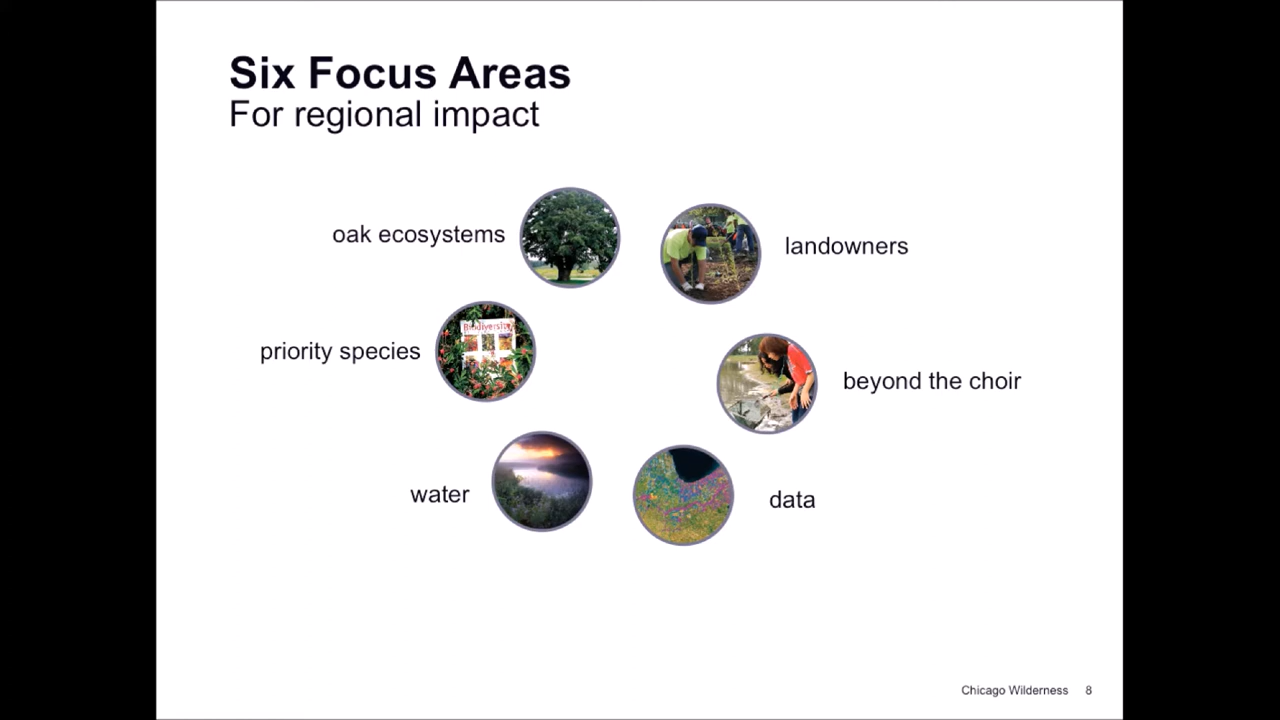 Six Focus Areas
For regional impact
oak ecosystems
landowners
Biodiversity
priority species
beyond the choir
water
data
Chicago Wilderness 8